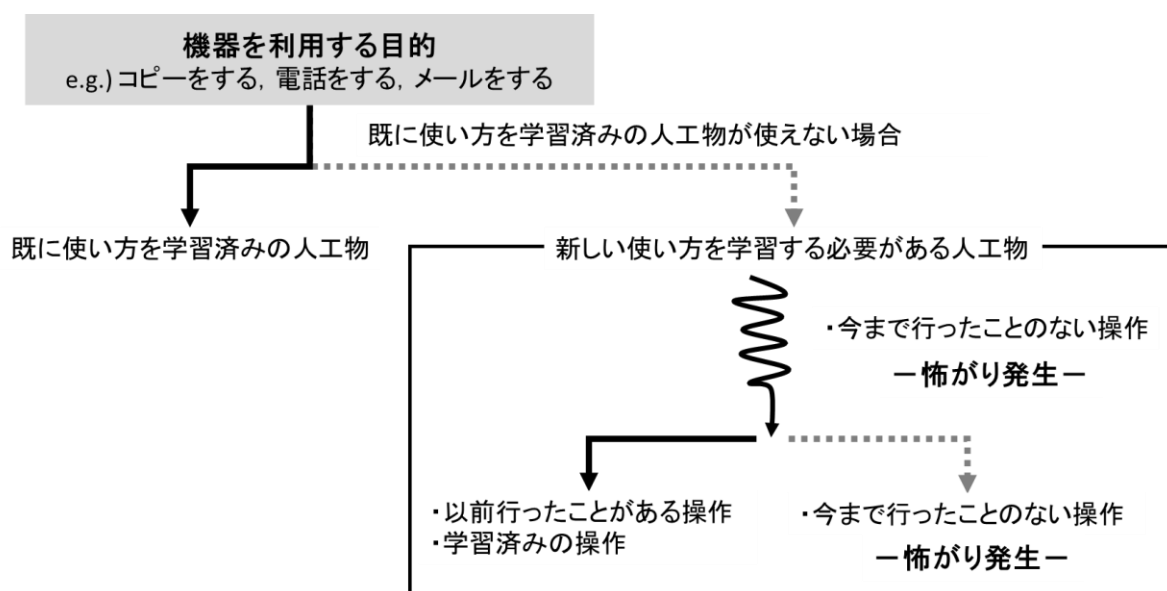 機器を利用する目的
e.g.) コピーをする, 電話をする, メールをする
既に使い方を学習済みの人工物が使えない場合
既に使い方を学習済みの人工物
新しい使い方を学習する必要がある人工物
・今まで行ったことのない操作
－怖がり発生－
・以前行ったことがある操作
・学習済みの操作
・今まで行ったことのない操作
－怖がり発生－